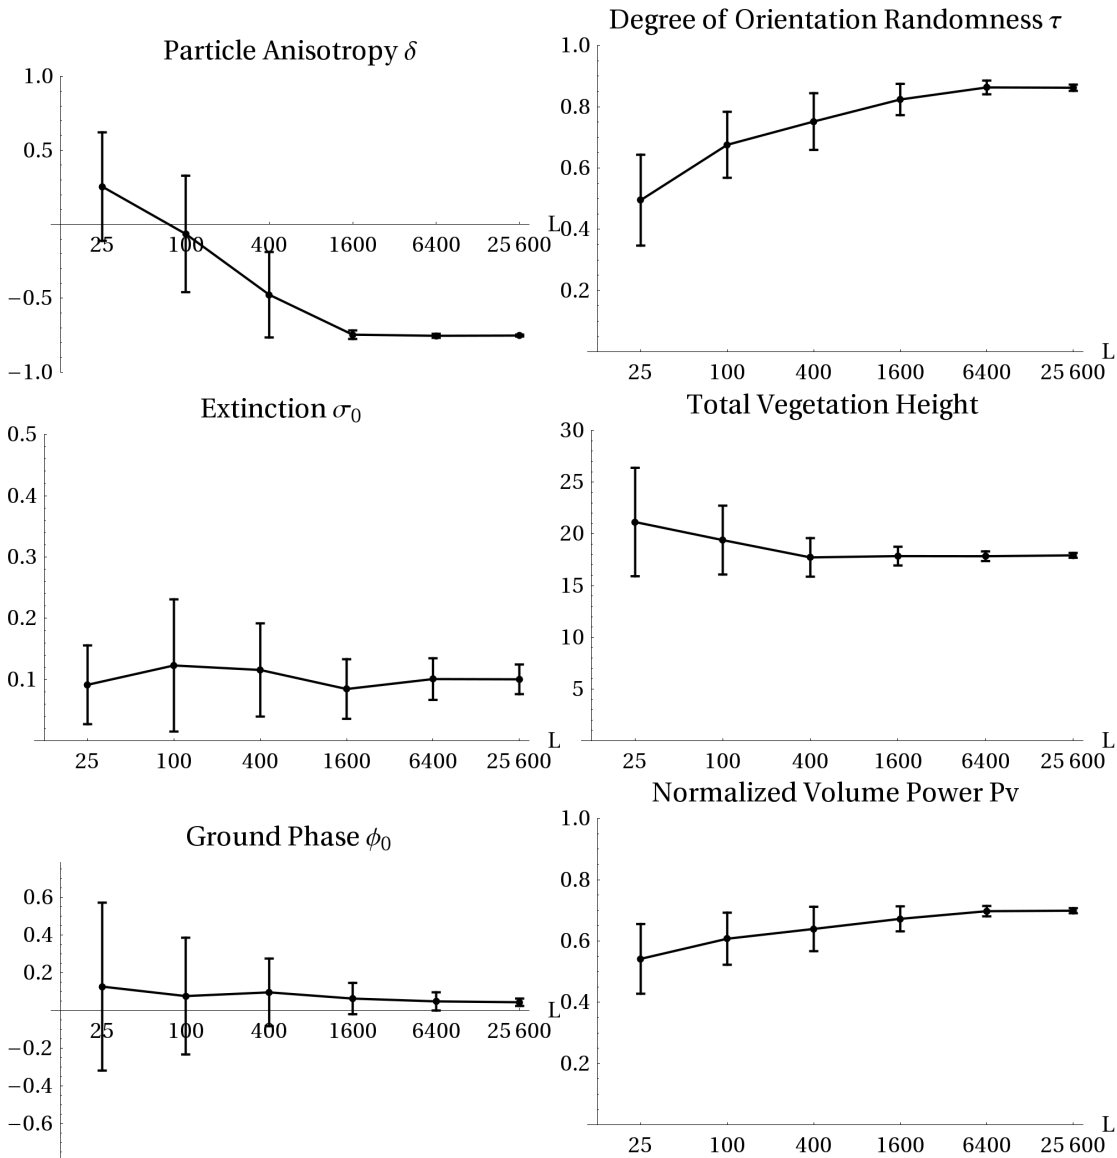 Particle Anisotropy δ
1.0
0.5
−0.5
−1.0
25 100 400 1600 6400 25 600
L
Degree of Orientation Randomness τ
1.0
0.8
0.6
0.4
0.2
25 100 400 1600 6400 25 600
L
Extinction σ0
0.5
0.4
0.3
0.2
0.1
25 100 400 1600 6400 25 600
L
Total Vegetation Height
30
25
20
15
10
5
25 100 400 1600 6400 25 600
L
Ground Phase ϕ0
0.6
0.4
0.2
−0.2
−0.4
−0.6
25 100 400 1600 6400 25 600
L
Normalized Volume Power Pv
1.0
0.8
0.6
0.4
0.2
25 100 400 1600 6400 25 600
L